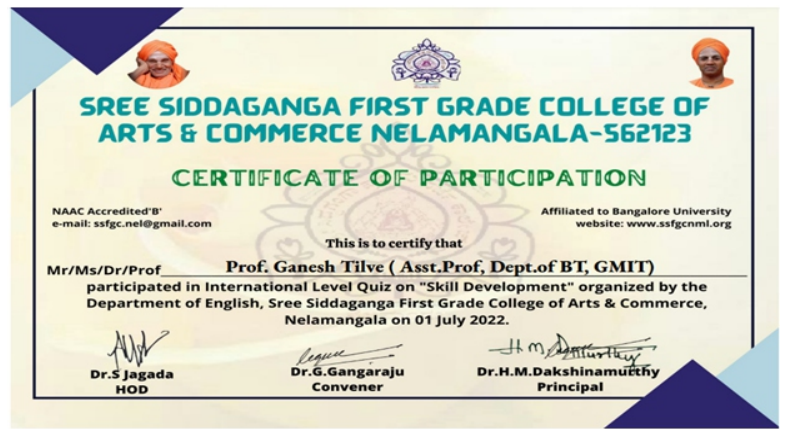 SREE SIDDAGANGA FIRST GRADE COLLEGE OF
ARTS & COMMERCE NELAMANGALA-562123
CERTIFICATE OF PARTICIPATION
NAAC Accredited'B'
e-mail: ssfgc.nel@gmail.com
Affiliated to Bangalore University
website: www.ssfgcnml.org
This is to certify that
Mr/Ms/Dr/Prof Prof. Ganesh Tilve ( Asst.Prof, Dept.of BT, GMIT)
participated in International Level Quiz on "Skill Development" organized by the
Department of English, Sree Siddaganga First Grade College of Arts & Commerce,
Nelamangala on 01 July 2022.
Dr.S Jagada
HOD
Dr.G.Gangaraju
Convener
H M
Dr.H.M.Dakshinamurthy
Principal